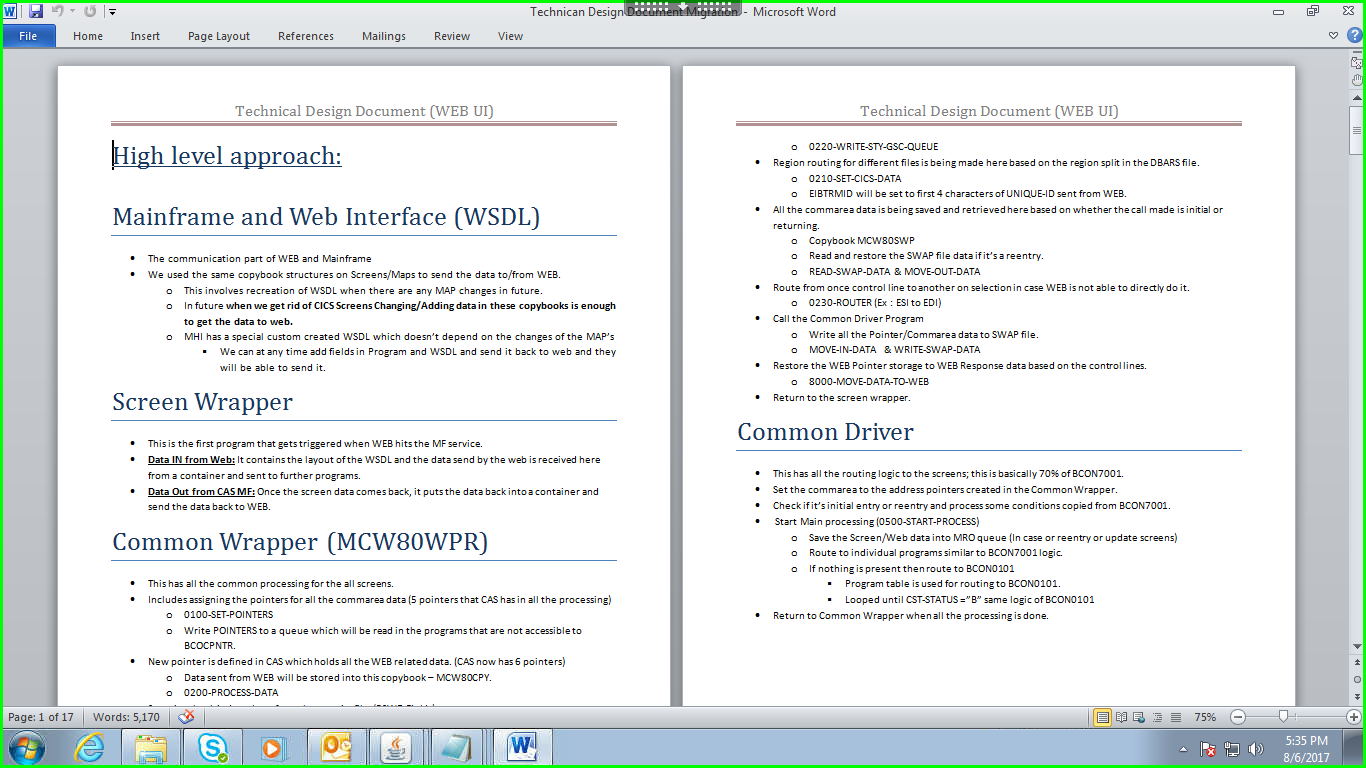 Technican Design Document Migration - Microsoft Word
File Home Insert Page Layout References Mailings Review View
Technical Design Document (WEB UI)
High level approach:
Mainframe and Web Interface (WSDL)
• The communication part of WEB and Mainframe
• We used the same copybook structures on Screens/Maps to send the data to/from WEB.
o This involves recreation of WSDL when there are any MAP changes in future.
o In future when we get rid of CICS Screens Changing/Adding data in these copybooks is enough
to get the data to web.
o MHI has a special custom created WSDL which doesn't depend on the changes of the MAP's
▪ We can at any time add fields in Program and WSDL and send it back to web and they
will be able to send it.
Screen Wrapper
• This is the first program that gets triggered when WEB hits the MF service.
• Data IN from Web: It contains the layout of the WSDL and the data send by the web is received here
from a container and sent to further programs.
• Data Out from CAS MF: Once the screen data comes back, it puts the data back into a container and
send the data back to WEB.
Common Wrapper (MCW80WPR)
• This has all the common processing for the all screens.
• Includes assigning the pointers for all the commarea data (5 pointers that CAS has in all the processing)
o 0100-SET-POINTERS
o Write POINTERS to a queue which will be read in the programs that are not accessible to
BCOCPNTR.
• New pointer is defined in CAS which holds all the WEB related data. (CAS now has 6 pointers)
o Data sent from WEB will be stored into this copybook – MCW80CPY.
o 0200-PROCESS-DATA
Technical Design Document (WEB UI)
o 0220-WRITE-STY-GSC-QUEUE
• Region routing for different files is being made here based on the region split in the DBARS file.
o 0210-SET-CICS-DATA
o EIBTRMID will be set to first 4 characters of UNIQUE-ID sent from WEB.
• All the commarea data is being saved and retrieved here based on whether the call made is initial or
returning.
o Copybook MCW80SWP
o Read and restore the SWAP file data if it's a reentry.
o READ-SWAP-DATA & MOVE-OUT-DATA
• Route from once control line to another on selection in case WEB is not able to directly do it.
o 0230-ROUTER (Ex : ESI to EDI)
• Call the Common Driver Program
o Write all the Pointer/Commarea data to SWAP file.
o MOVE-IN-DATA & WRITE-SWAP-DATA
• Restore the WEB Pointer storage to WEB Response data based on the control lines.
o 8000-MOVE-DATA-TO-WEB
• Return to the screen wrapper.
Common Driver
• This has all the routing logic to the screens; this is basically 70% of BCON7001.
• Set the commarea to the address pointers created in the Common Wrapper.
• Check if it's initial entry or reentry and process some conditions copied from BCON7001.
• Start Main processing (0500-START-PROCESS)
o Save the Screen/Web data into MRO queue (In case or reentry or update screens)
o Route to individual programs similar to BCON7001 logic.
o If nothing is present then route to BCON0101
▪ Program table is used for routing to BCON0101.
▪ Looped until CST-STATUS =”B” same logic of BCON0101
• Return to Common Wrapper when all the processing is done.
Page: 1 of 17 Words: 5,170 75%
5:35 PM
8/6/2017